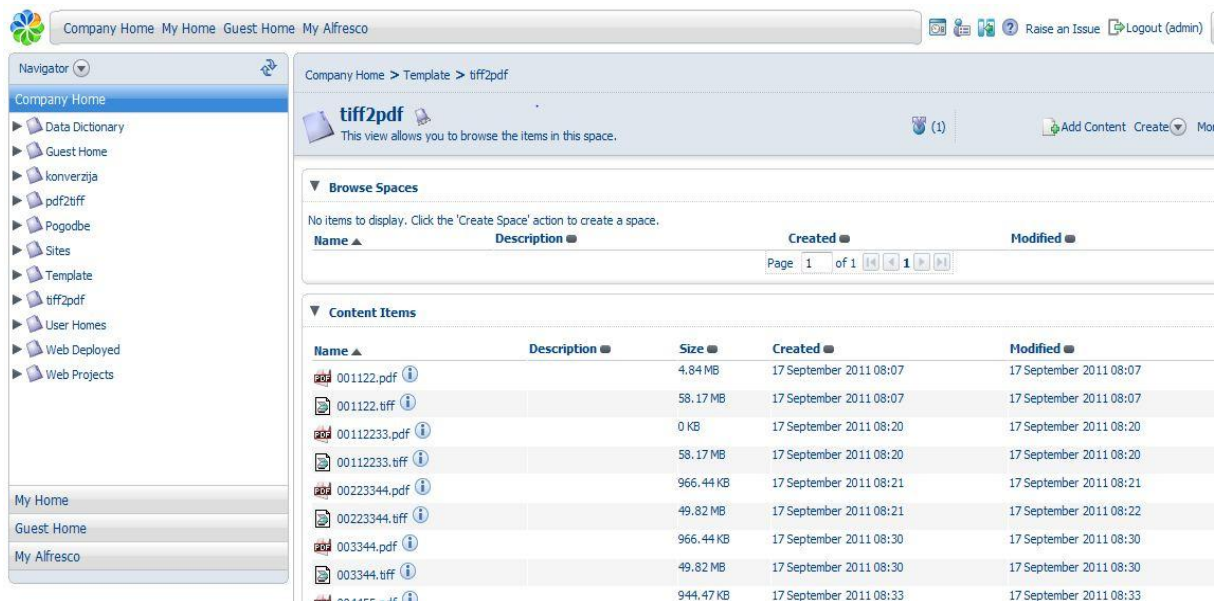 Company Home My Home Guest Home My Alfresco
Raise an Issue Logout (admin)
Navigator
Company Home
Data Dictionary
Guest Home
konverzija
pdf2tiff
Pogodbe
Sites
Template
tiff2pdf
User Homes
Web Deployed
Web Projects
My Home
Guest Home
My Alfresco
Company Home > Template > tiff2pdf
tiff2pdf
This view allows you to browse the items in this space.
(1)
Add Content Create
Browse Spaces
No items to display. Click the 'Create Space' action to create a space.
Name Description Created Modified
Page 1 of 1 1
Content Items
Name Description Size Created Modified
001122.pdf 4.84 MB 17 September 2011 08:07 17 September 2011 08:07
001122.tiff 58.17 MB 17 September 2011 08:07 17 September 2011 08:07
00112233.pdf 0 KB 17 September 2011 08:20 17 September 2011 08:20
00112233.tiff 58.17 MB 17 September 2011 08:20 17 September 2011 08:20
00223344.pdf 966.44 KB 17 September 2011 08:21 17 September 2011 08:21
00223344.tiff 49.82 MB 17 September 2011 08:21 17 September 2011 08:22
003344.pdf 966.44 KB 17 September 2011 08:30 17 September 2011 08:30
003344.tiff 49.82 MB 17 September 2011 08:30 17 September 2011 08:30
944.47 KB 17 September 2011 08:33 17 September 2011 08:33